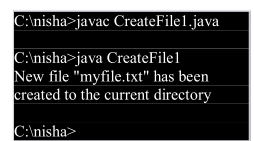 C:\nisha>javac CreateFile1.java
C:\nisha>java CreateFile1
New file "myfile.txt" has been
created to the current directory
C:\nisha>